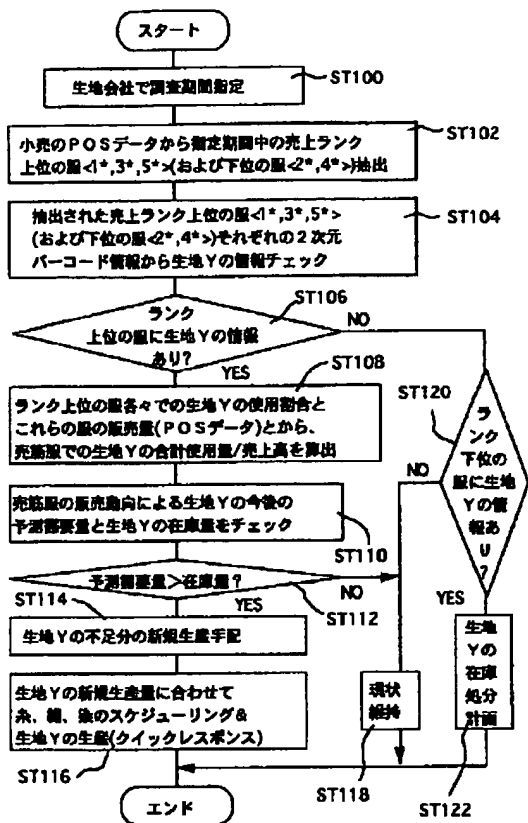 スタート
生地会社で調査期間指定
ST100
小売のPOSデータから指定期間中の売上ランク
上位の服<1*,3*,5*>(および下位の服<2*,4*>)抽出
ST102
抽出された売上ランク上位の服<1*,3*,5*>
(および下位の服<2*,4*>)それぞれの2次元
バーコード情報から生地Yの情報チェック
ST104
ST106
ランク
上位の服に生地Yの情報
あり?
NO
YES
ST108
ランク上位の服各々での生地Yの使用割合と
これらの服の販売量(POSデータ)とから、
売筋服での生地Yの合計使用量/売上高を算出
売筋服の販売動向による生地Yの今後の
予測需要量と生地Yの在庫量をチェック
ST110
予測需要量>在庫量?
NO
ST112
YES
ST114
生地Yの不足分の新規生産手配
生地Yの新規生産量に合わせて
糸、織、染のスケジューリング&
生地Yの生産(クイックレスポンス)
ST116
エンド
ST120
ラ
ンク
下位の
服に生地
Yの情
報あ
り
?
NO
YES
生地
Yの
在庫
処分
計画
ST122
現状
維持
ST118